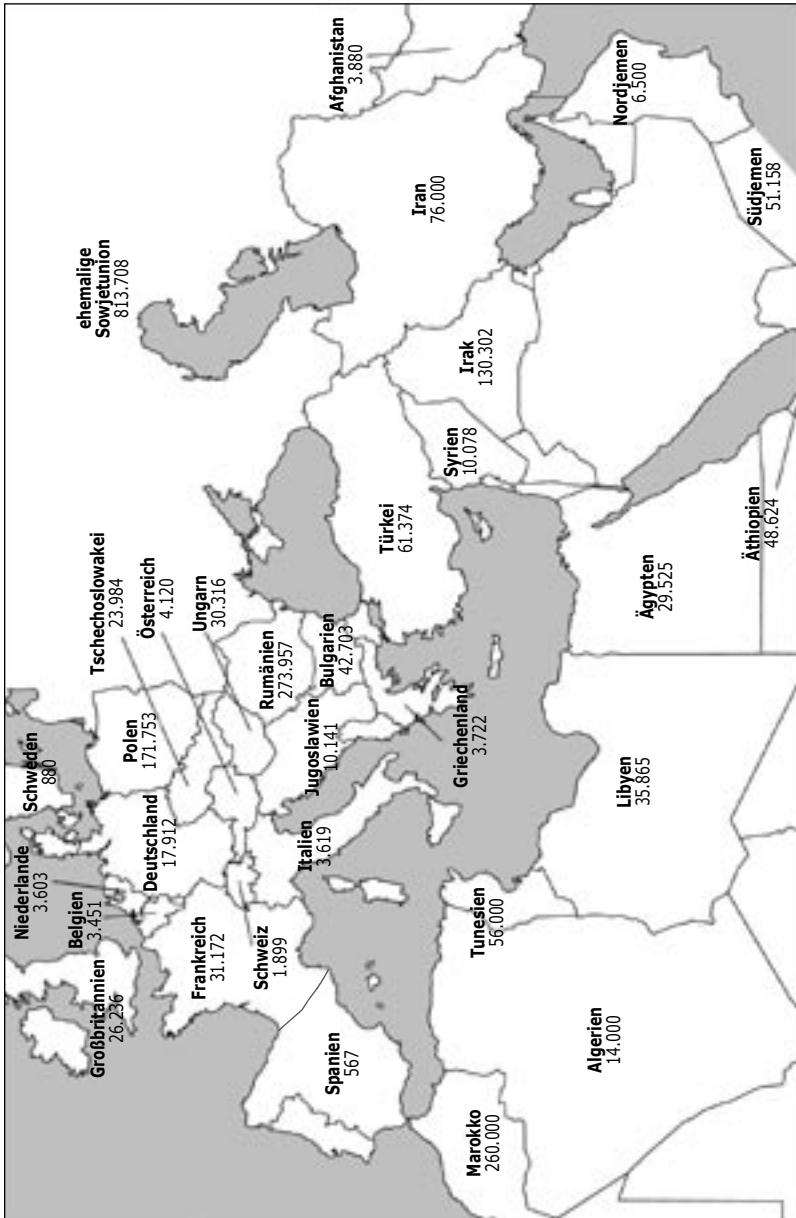 Schweden
880
Niederlande
3.603
Belgien
3.451
Großbritannien
26.236
Deutschland
17.912
Polen
171.753
Tschechoslowakei
23.984
Österreich
4.120
Ungarn
30.316
ehemalige
Sowjetunion
813.708
Frankreich
31.172
Schweiz
1.899
Italien
3.619
Jugoslawien
10.141
Rumänien
273.957
Bulgarien
42.703
Griechenland
3.722
Türkei
61.374
Spanien
567
Syrien
10.078
Irak
130.302
Iran
76.000
Afghanistan
3.880
Marokko
260.000
Algerien
14.000
Tunesien
56.000
Libyen
35.865
Ägypten
29.525
Äthiopien
48.624
Südjemen
51.158
Nordjemen
6.500